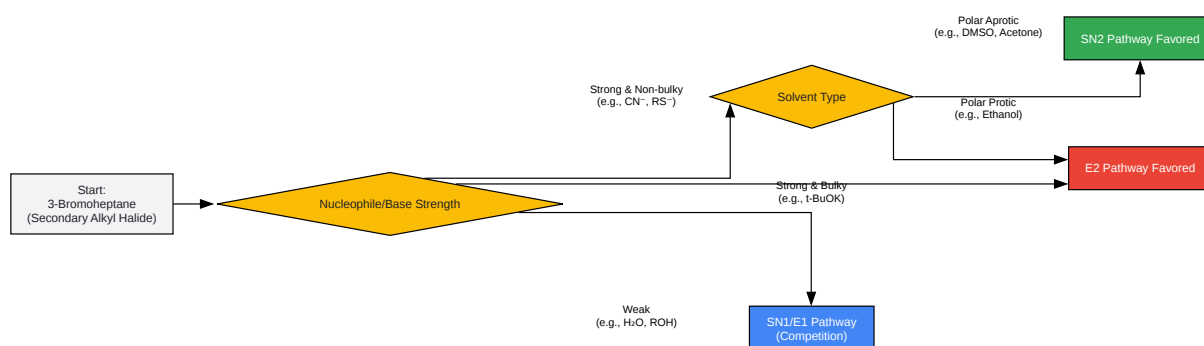 Polar Aprotic
(e.g., DMSO, Acetone)
SN2 Pathway Favored
Strong & Non-bulky
(e.g., CN⁻, RS⁻)
Solvent Type
Polar Protic
(e.g., Ethanol)
E2 Pathway Favored
Start:
3-Bromoheptane
(Secondary Alkyl Halide)
Nucleophile/Base Strength
Strong & Bulky
(e.g., t-BuOK)
Weak
(e.g., H₂O, ROH)
SN1/E1 Pathway
(Competition)